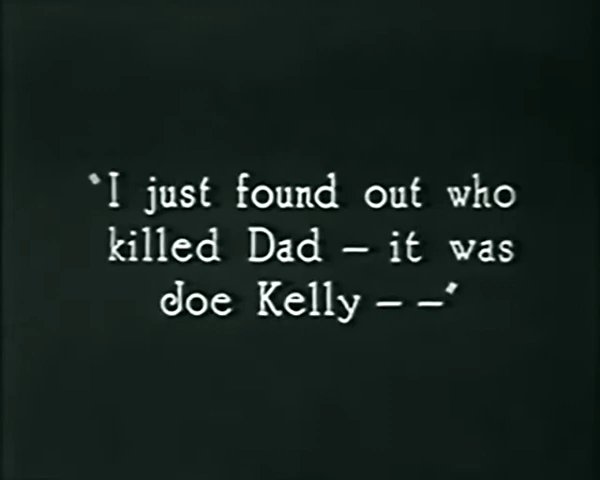 "I just found out who
killed Dad – it was
Joe Kelly – –"